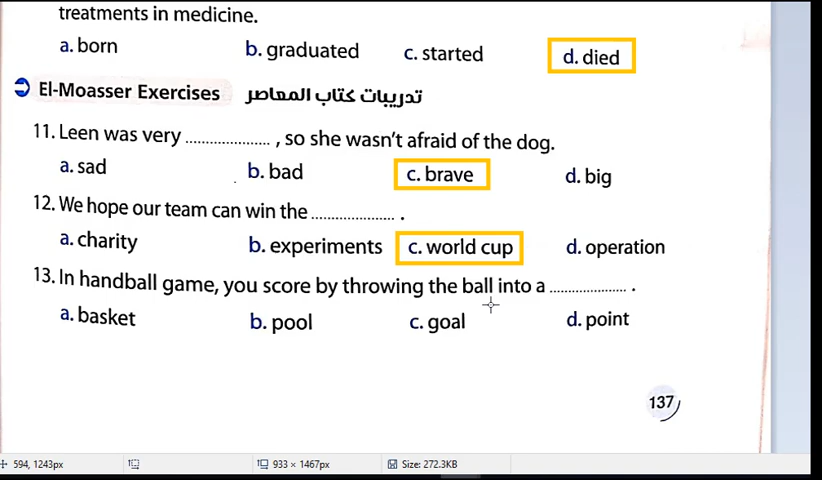 treatments in medicine.
a. born b. graduated c. started d. died
El-Moasser Exercises تدريبات كتاب المعاصر
11. Leen was very .................... , so she wasn't afraid of the dog.
a. sad b. bad c. brave d. big
12. We hope our team can win the .................... .
a. charity b. experiments c. world cup d. operation
13. In handball game, you score by throwing the ball into a .................... .
a. basket b. pool c. goal d. point
137
594, 1243px 933 × 1467px Size: 272.3KB